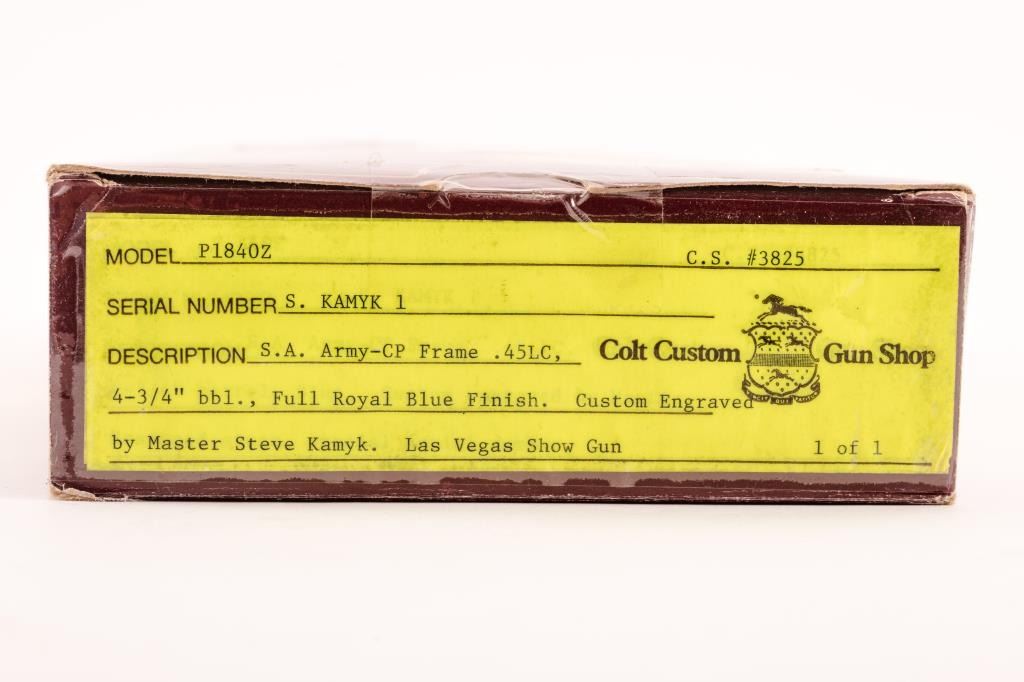 MODEL P1840Z C.S. #3825
SERIAL NUMBER S. KAMYK 1
DESCRIPTION S.A. Army-CP Frame .45LC, Colt Custom Gun Shop
4-3/4" bbl., Full Royal Blue Finish. Custom Engraved
by Master Steve Kamyk. Las Vegas Show Gun 1 of 1